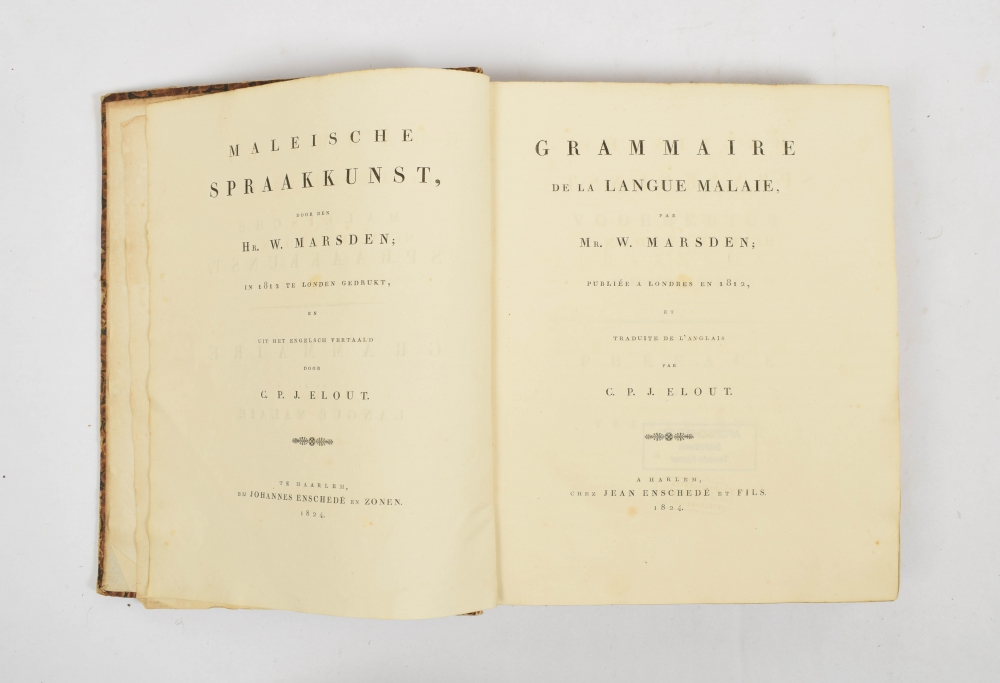 MALEISCHE
SPRAAKKUNST,
DOOR DEN
HR. W. MARSDEN;
IN 1812 TE LONDEN GEDRUKT,
EN
UIT HET ENGELSCH VERTAALD
DOOR
C. P. J. ELOUT.
TE HAARLEM,
BIJ JOHANNES ENSCHEDÉ EN ZONEN.
1824.
GRAMMAIRE
DE LA LANGUE MALAIE,
PAR
MR. W. MARSDEN;
PUBLIÉE A LONDRES EN 1812,
ET
TRADUITE DE L'ANGLAIS
PAR
C. P. J. ELOUT.
A HARLEM,
CHEZ JEAN ENSCHEDÉ ET FILS.
1824.